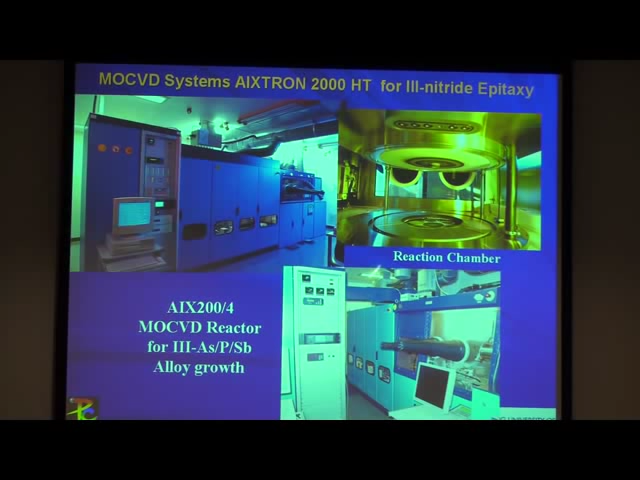 MOCVD Systems AIXTRON 2000 HT for III-nitride Epitaxy
Reaction Chamber
AIX200/4
MOCVD Reactor
for III-As/P/Sb
Alloy growth